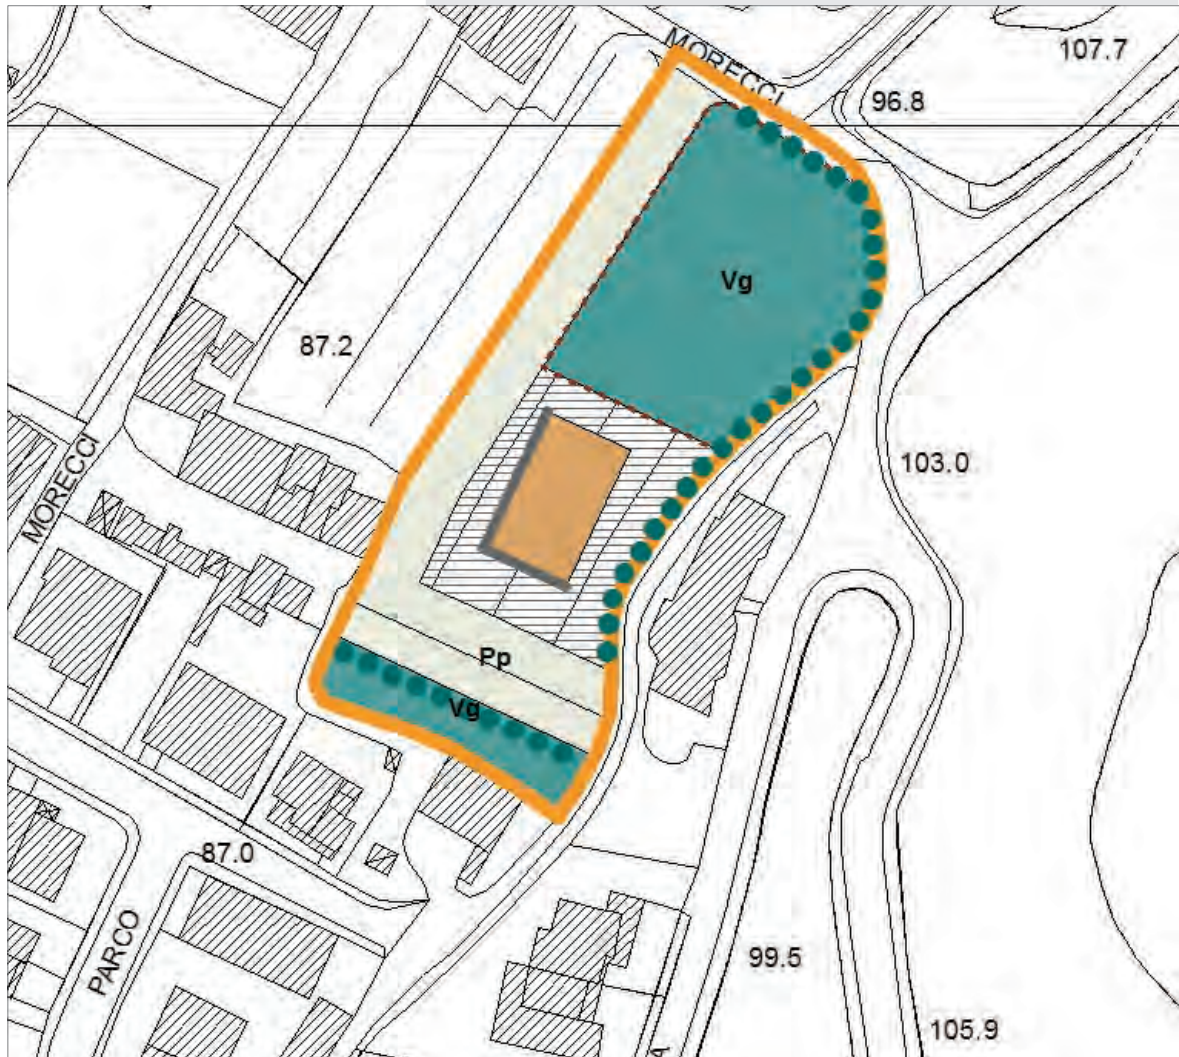 MORECCI
107.7
96.8
Vg
87.2
MORECCI
103.0
Pp
Vg
87.0
PARCO
99.5
105.9
A